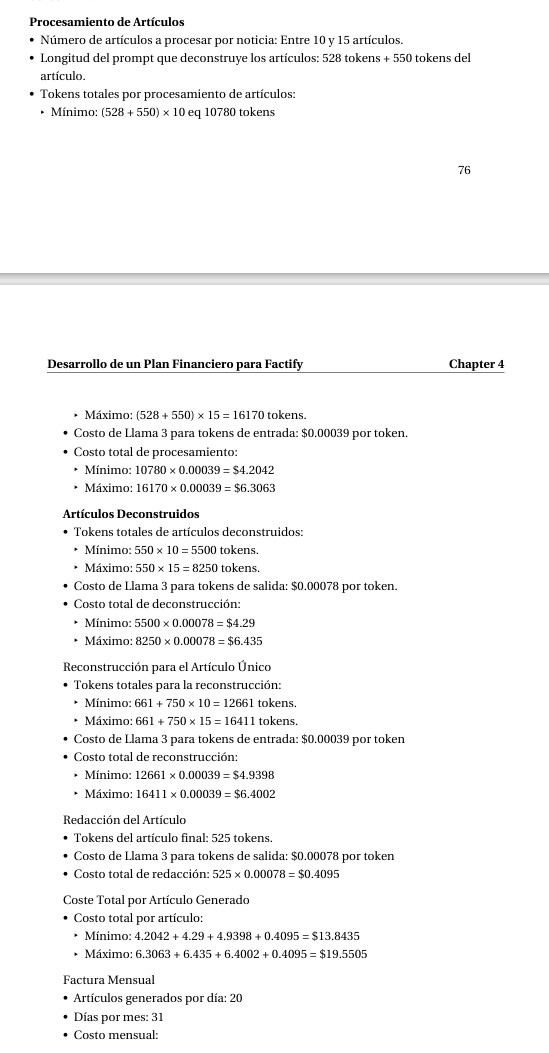 Procesamiento de Artículos
• Número de artículos a procesar por noticia: Entre 10 y 15 artículos.
• Longitud del prompt que deconstruye los artículos: 528 tokens + 550 tokens del
artículo.
• Tokens totales por procesamiento de artículos:
‣ Mínimo: (528 + 550) × 10 eq 10780 tokens
76
Desarrollo de un Plan Financiero para Factify Chapter 4
‣ Máximo: (528 + 550) × 15 = 16170 tokens.
• Costo de Llama 3 para tokens de entrada: $0.00039 por token.
• Costo total de procesamiento:
‣ Mínimo: 10780 × 0.00039 = $4.2042
‣ Máximo: 16170 × 0.00039 = $6.3063
Artículos Deconstruidos
• Tokens totales de artículos deconstruidos:
‣ Mínimo: 550 × 10 = 5500 tokens.
‣ Máximo: 550 × 15 = 8250 tokens.
• Costo de Llama 3 para tokens de salida: $0.00078 por token.
• Costo total de deconstrucción:
‣ Mínimo: 5500 × 0.00078 = $4.29
‣ Máximo: 8250 × 0.00078 = $6.435
Reconstrucción para el Artículo Único
• Tokens totales para la reconstrucción:
‣ Mínimo: 661 + 750 × 10 = 12661 tokens.
‣ Máximo: 661 + 750 × 15 = 16411 tokens.
• Costo de Llama 3 para tokens de entrada: $0.00039 por token
• Costo total de reconstrucción:
‣ Mínimo: 12661 × 0.00039 = $4.9398
‣ Máximo: 16411 × 0.00039 = $6.4002
Redacción del Artículo
• Tokens del artículo final: 525 tokens.
• Costo de Llama 3 para tokens de salida: $0.00078 por token
• Costo total de redacción: 525 × 0.00078 = $0.4095
Coste Total por Artículo Generado
• Costo total por artículo:
‣ Mínimo: 4.2042 + 4.29 + 4.9398 + 0.4095 = $13.8435
‣ Máximo: 6.3063 + 6.435 + 6.4002 + 0.4095 = $19.5505
Factura Mensual
• Artículos generados por día: 20
• Días por mes: 31
• Costo mensual: